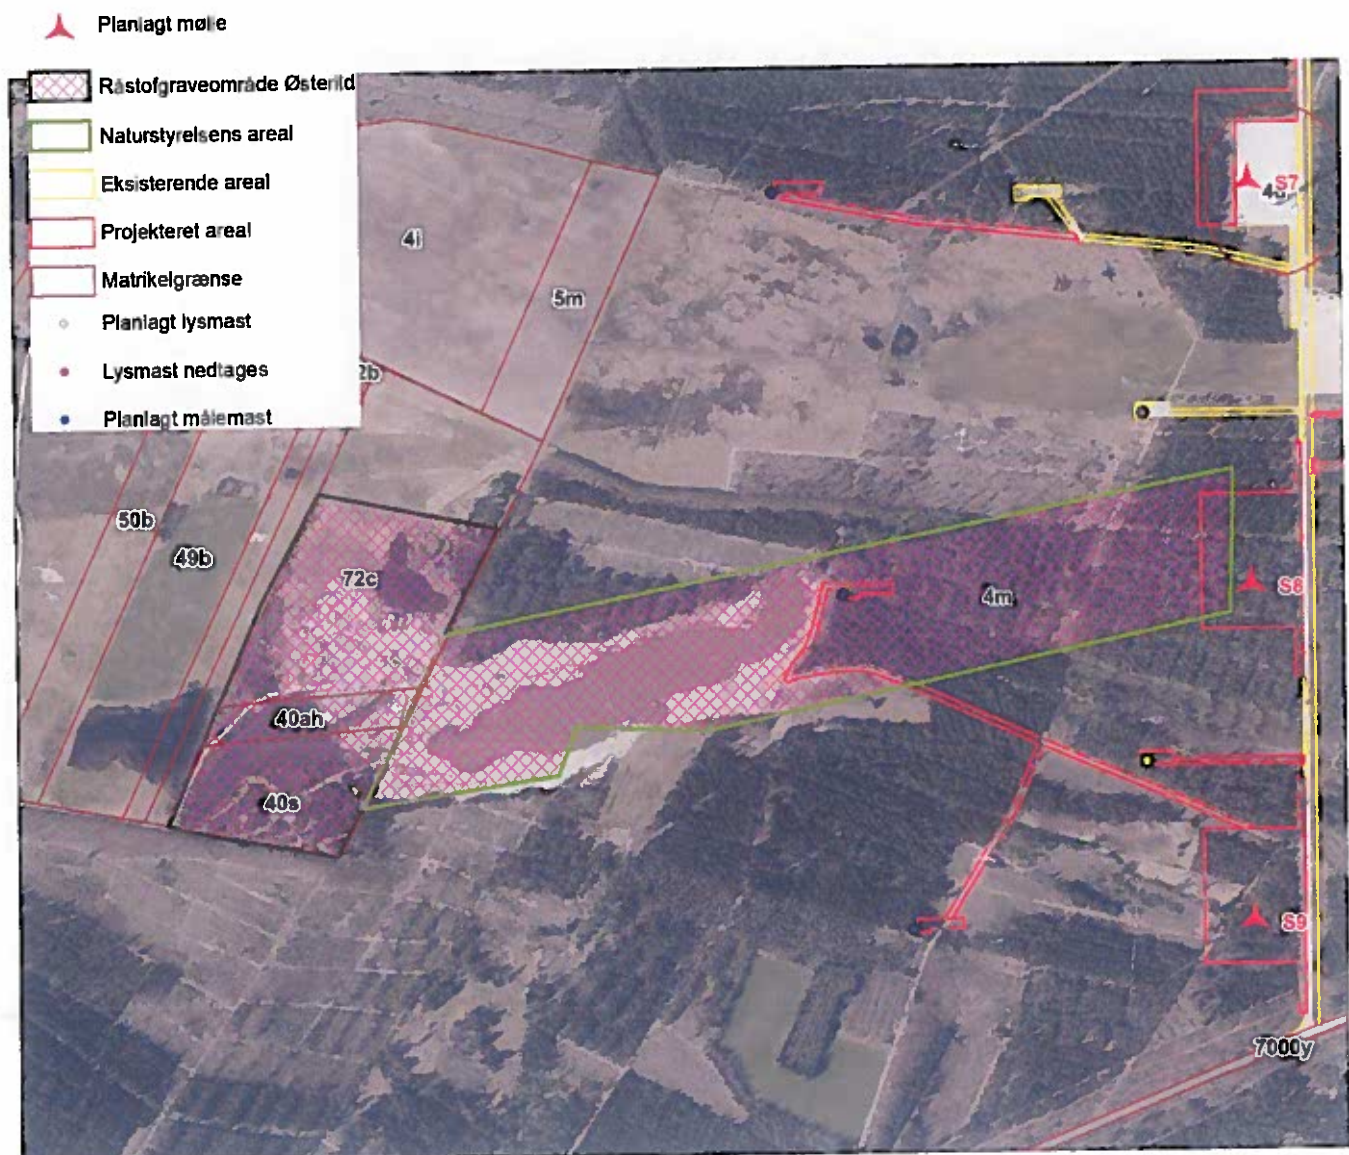 Planlagt mølle
Råstofgraveområde Østerild
Naturstyrelsens areal
Eksisterende areal
Projekteret areal
Matrikelgrænse
Planlagt lysmast
Lysmast nedtages
Planlagt målemast
S7
4i
5m
2b
50b
49b
72c
4m
S8
40ah
40s
S9
7000y